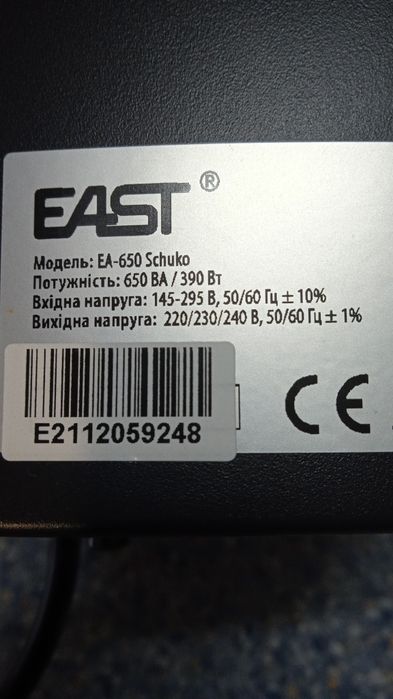 EAST ®
Модель: EA-650 Schuko
Потужність: 650 ВА / 390 Вт
Вхідна напруга: 145-295 В, 50/60 Гц ± 10%
Вихідна напруга: 220/230/240 В, 50/60 Гц ± 1%
E2112059248
CE